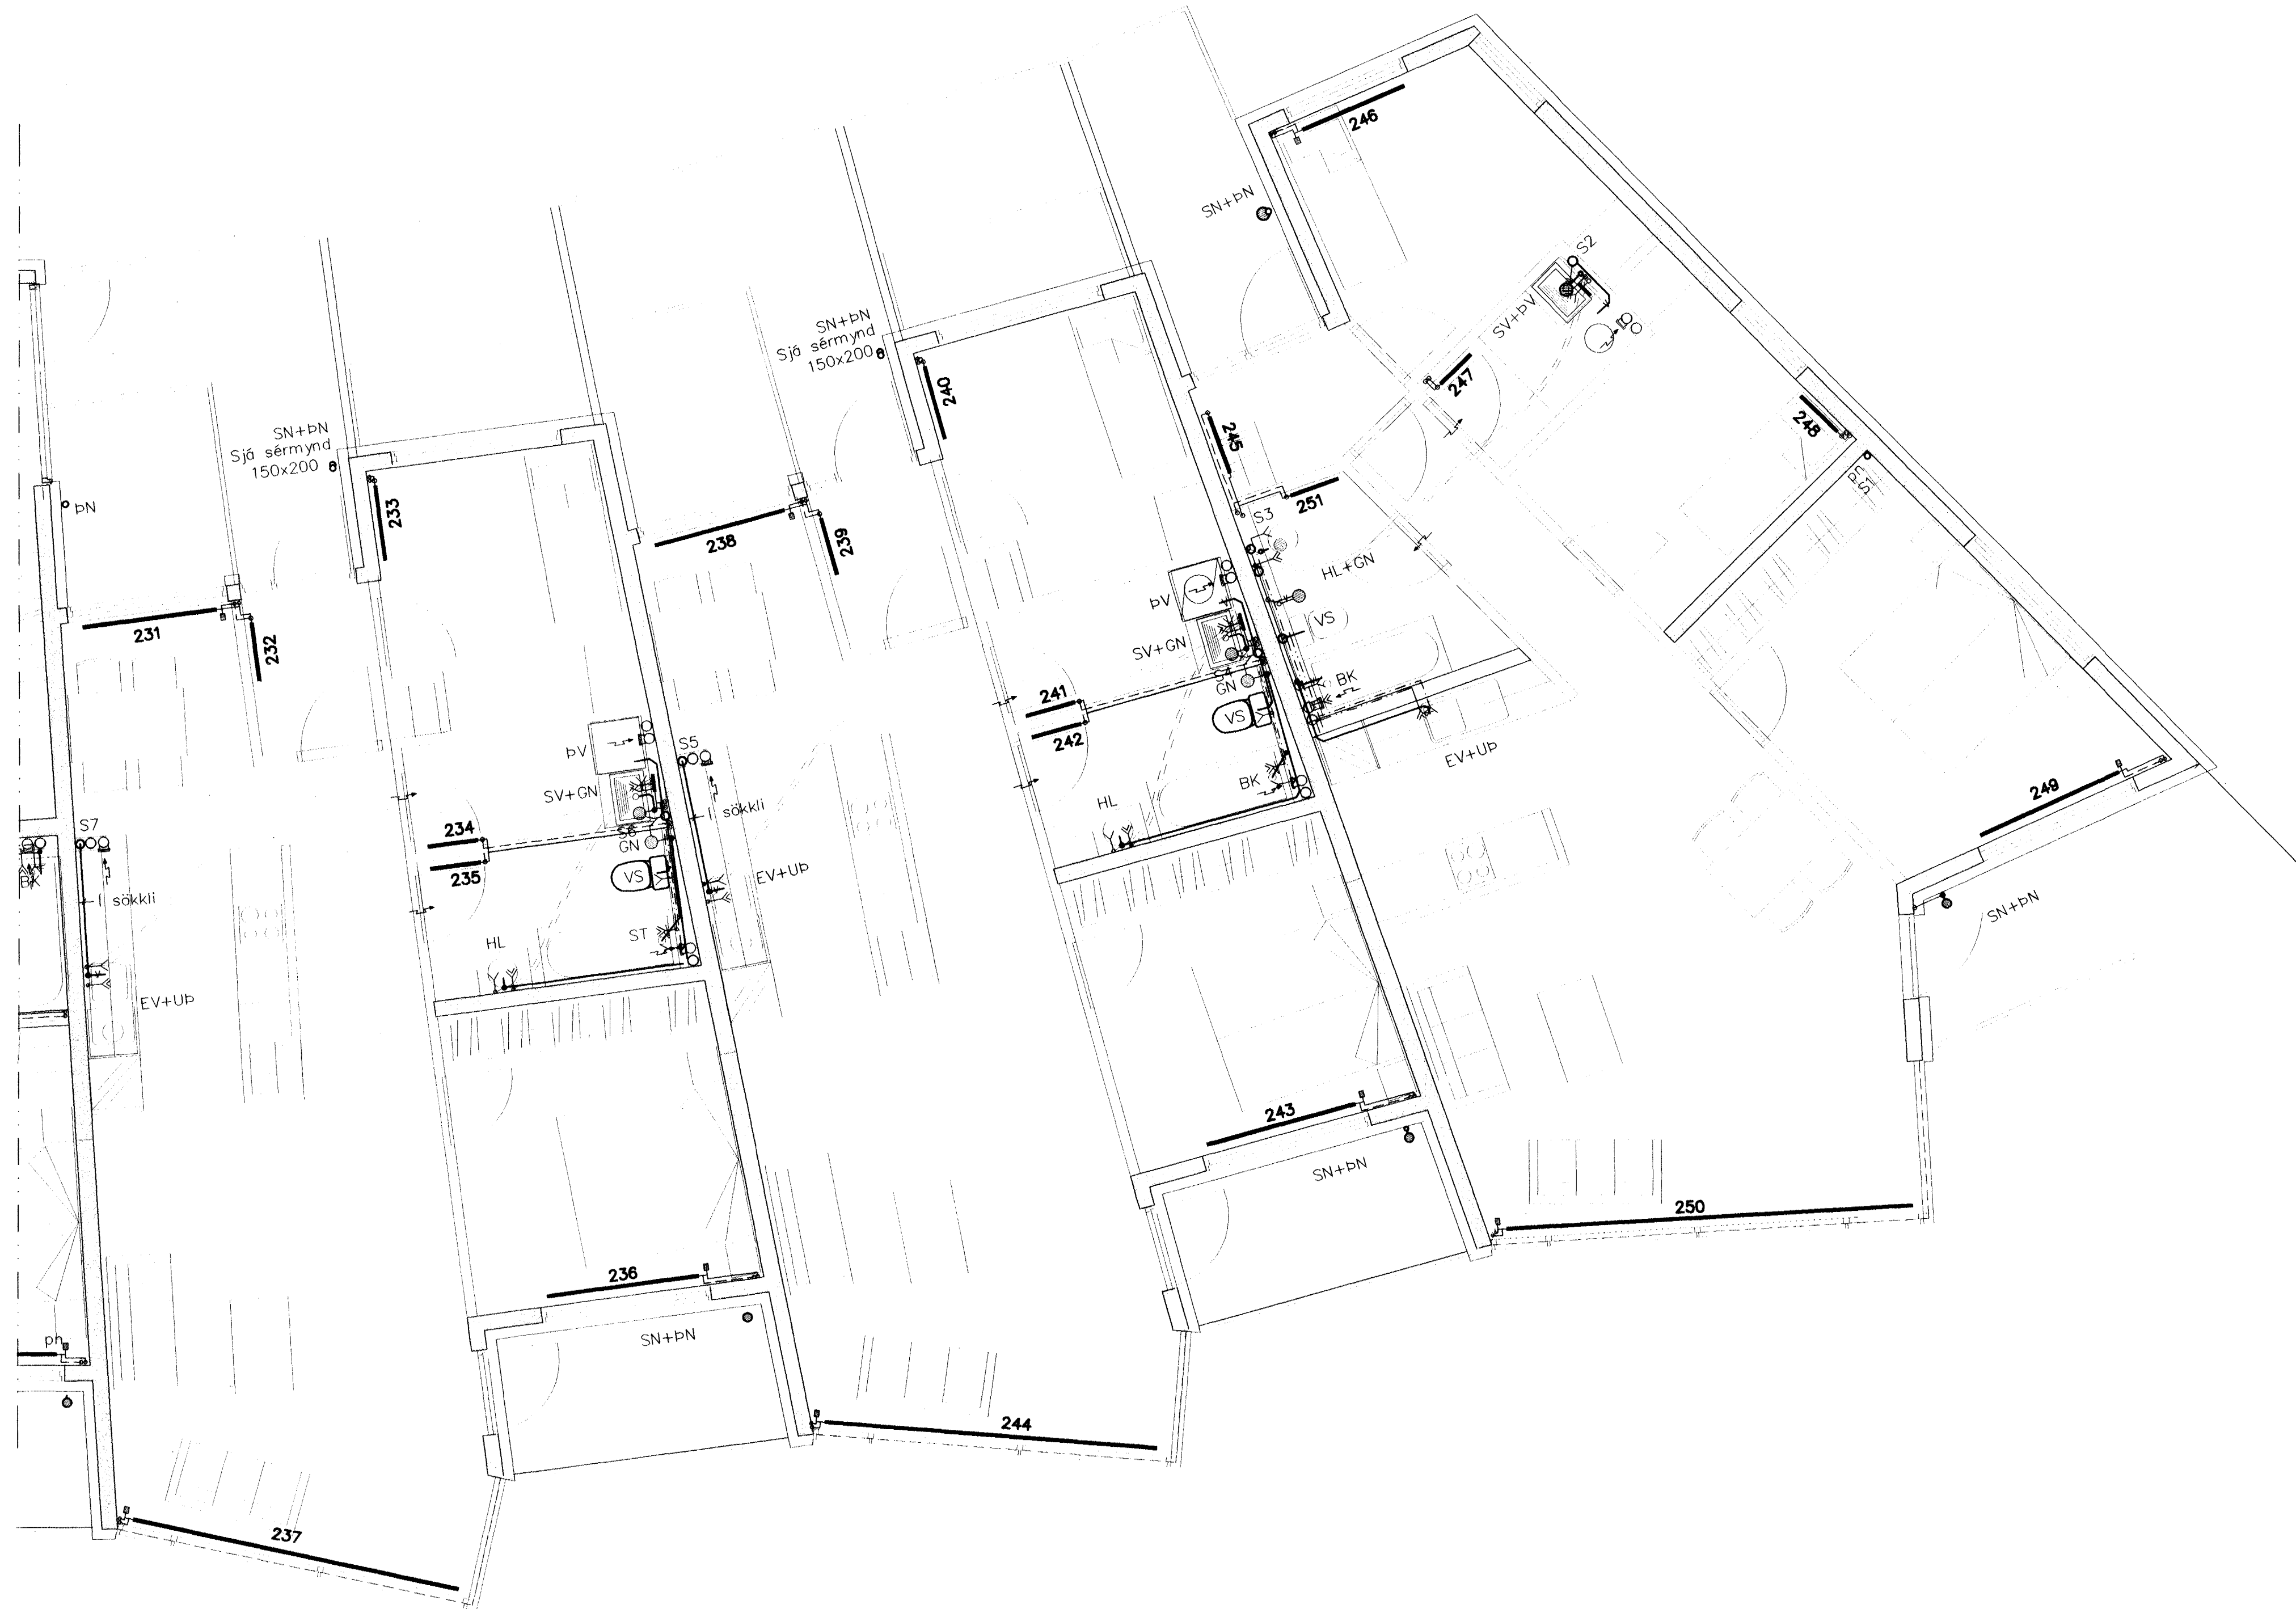 246
SN+ÞN
S2
SV+ÞV
SN+ÞN
Sjá sérmynd
150x200
240
247
248
S1 Þn
245
251
S3
HL+GN
SN+ÞN
Sjá sérmynd
150x200
233
ÞN
238
239
231
232
ÞV
SV+GN
VS
S4
GN
BK
241
242
VS
BK
HL
EV+UÞ
249
SN+ÞN
ÞV
S5
SV+GN
I sökkli
234
235
S6
GN
VS
EV+UÞ
ST
HL
S7
BK
I sökkli
EV+UÞ
243
SN+ÞN
250
236
SN+ÞN
þn
244
237